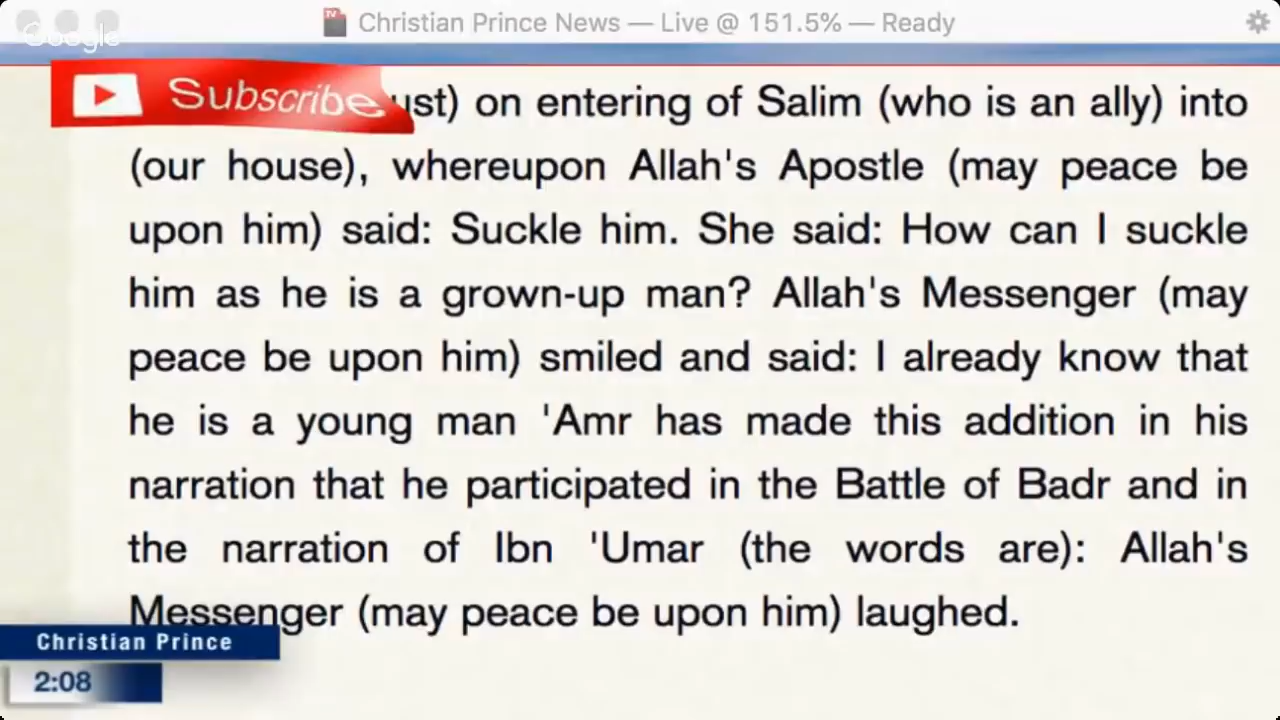 Christian Prince News — Live @ 151.5% — Ready
Google
Subscribe ust) on entering of Salim (who is an ally) into
(our house), whereupon Allah's Apostle (may peace be
upon him) said: Suckle him. She said: How can I suckle
him as he is a grown-up man? Allah's Messenger (may
peace be upon him) smiled and said: I already know that
he is a young man 'Amr has made this addition in his
narration that he participated in the Battle of Badr and in
the narration of Ibn 'Umar (the words are): Allah's
Messenger (may peace be upon him) laughed.
Christian Prince
2:08